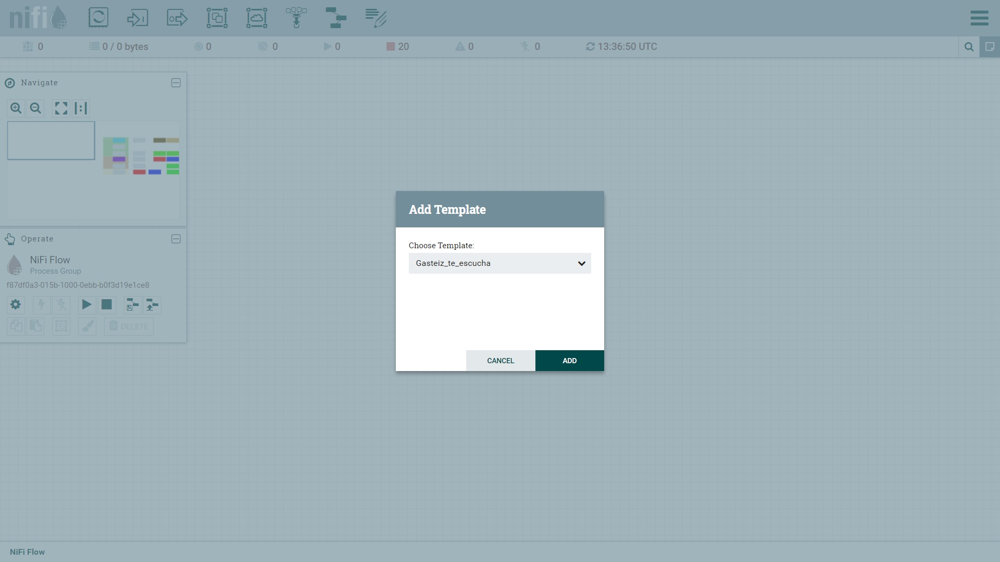 nifi
0
0 / 0 bytes
0
0
0
20
0
0
13:36:50 UTC
Navigate
Operate
NiFi Flow
Process Group
f87df0a3-015b-1000-0ebb-b0f3d19e1ce8
DELETE
Add Template
Choose Template:
Gasteiz_te_escucha
CANCEL
ADD
NiFi Flow